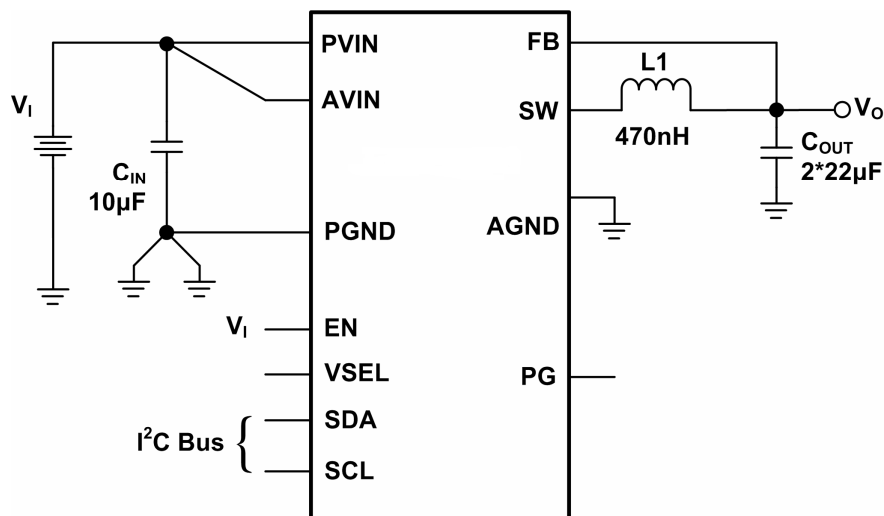 PVIN
FB
L1
AVIN
SW
V_I
V_O
470nH
C_OUT
2*22µF
C_IN
10µF
PGND
AGND
V_I
EN
VSEL
PG
SDA
I²C Bus
SCL